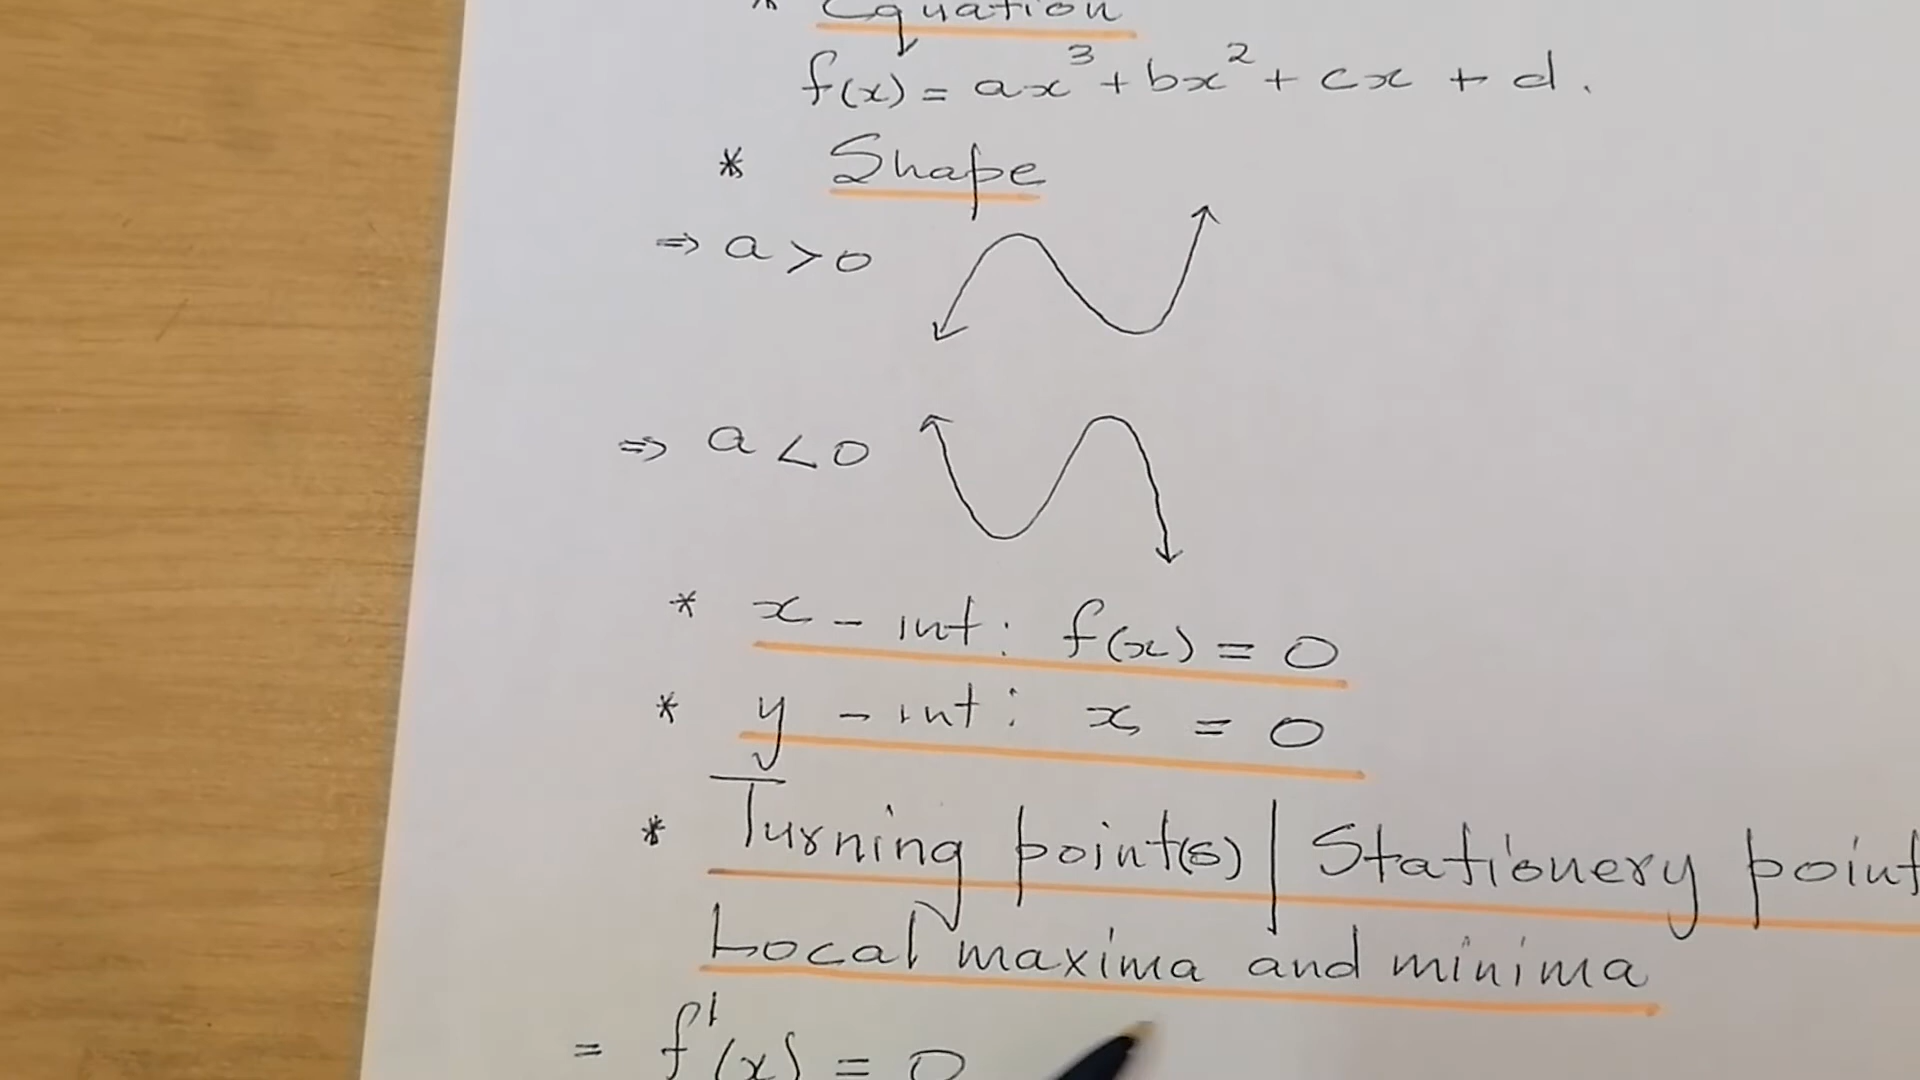 * Equation
f(x) = ax³ + bx² + cx + d.
* Shape
⇒ a > 0
⇒ a < 0
* x - int : f(x) = 0
* y - int : x = 0
* Turning point(s) | Stationery point
Local maxima and minima
= f'(x) = 0